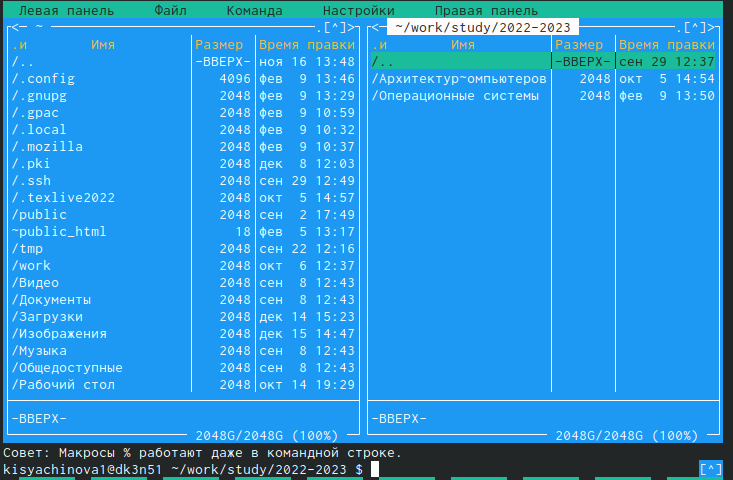 Левая панель Файл Команда Настройки Правая панель
<─ ~ .[^]> <─ ~/work/study/2022-2023 .[^]>
.и Имя Размер Время правки .и Имя Размер Время правки
/.. -ВВЕРХ- ноя 16 13:48 /.. -ВВЕРХ- сен 29 12:37
/.config 4096 фев 9 13:46 /Архитектур~омпьютеров 2048 окт 5 14:54
/.gnupg 2048 фев 9 13:29 /Операционные системы 2048 фев 9 13:50
/.gpac 2048 фев 9 10:59
/.local 2048 фев 9 10:32
/.mozilla 2048 фев 9 10:37
/.pki 2048 дек 8 12:03
/.ssh 2048 сен 29 12:49
/.texlive2022 2048 окт 5 14:57
/public 2048 сен 2 17:49
~public_html 18 фев 5 13:17
/tmp 2048 сен 22 12:16
/work 2048 окт 6 12:37
/Видео 2048 сен 8 12:43
/Документы 2048 сен 8 12:43
/Загрузки 2048 дек 14 15:23
/Изображения 2048 дек 15 14:47
/Музыка 2048 сен 8 12:43
/Общедоступные 2048 сен 8 12:43
/Рабочий стол 2048 окт 14 19:29
-ВВЕРХ- -ВВЕРХ-
2048G/2048G (100%) 2048G/2048G (100%)
Совет: Макросы % работают даже в командной строке.
kisyachinova1@dk3n51 ~/work/study/2022-2023 $ [^]